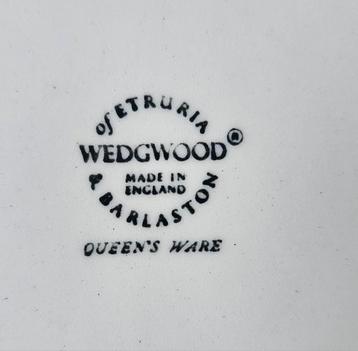 of ETRURIA
WEDGWOOD®
MADE IN
ENGLAND
& BARLASTON
QUEEN'S WARE